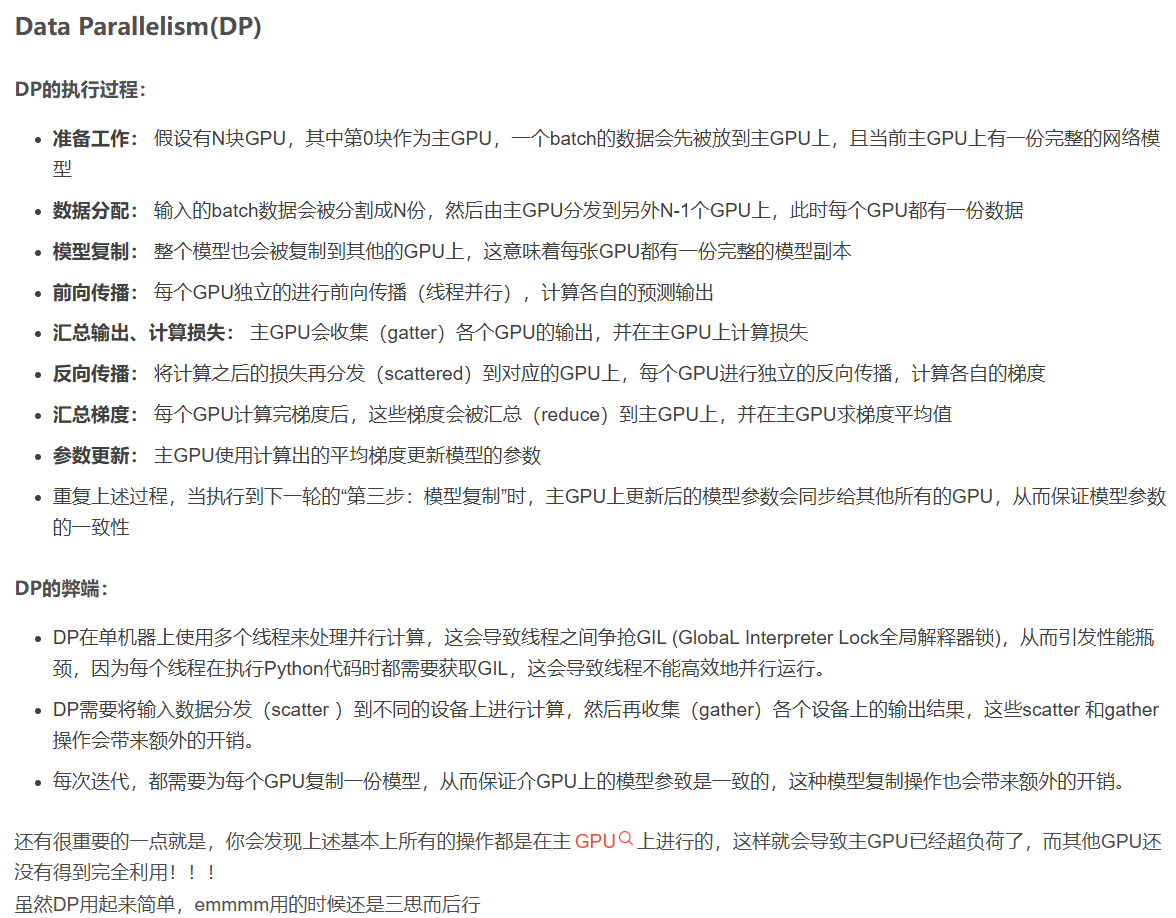 Data Parallelism(DP)
DP的执行过程：
准备工作： 假设有N块GPU，其中第0块作为主GPU，一个batch的数据会先被放到主GPU上，且当前主GPU上有一份完整的网络模
型
数据分配： 输入的batch数据会被分割成N份，然后由主GPU分发到另外N-1个GPU上，此时每个GPU都有一份数据
模型复制： 整个模型也会被复制到其他的GPU上，这意味着每张GPU都有一份完整的模型副本
前向传播： 每个GPU独立的进行前向传播（线程并行），计算各自的预测输出
汇总输出、计算损失： 主GPU会收集（gatter）各个GPU的输出，并在主GPU上计算损失
反向传播： 将计算之后的损失再分发（scattered）到对应的GPU上，每个GPU进行独立的反向传播，计算各自的梯度
汇总梯度： 每个GPU计算完梯度后，这些梯度会被汇总（reduce）到主GPU上，并在主GPU求梯度平均值
参数更新： 主GPU使用计算出的平均梯度更新模型的参数
重复上述过程，当执行到下一轮的“第三步：模型复制”时，主GPU上更新后的模型参数会同步给其他所有的GPU，从而保证模型参数
的一致性
DP的弊端：
DP在单机器上使用多个线程来处理并行计算，这会导致线程之间争抢GIL (GlobaL Interpreter Lock全局解释器锁)，从而引发性能瓶
颈，因为每个线程在执行Python代码时都需要获取GIL，这会导致线程不能高效地并行运行。
DP需要将输入数据分发（scatter ）到不同的设备上进行计算，然后再收集（gather）各个设备上的输出结果，这些scatter 和gather
操作会带来额外的开销。
每次迭代，都需要为每个GPU复制一份模型，从而保证介GPU上的模型参致是一致的，这种模型复制操作也会带来额外的开销。
还有很重要的一点就是，你会发现上述基本上所有的操作都是在主 GPU 上进行的，这样就会导致主GPU已经超负荷了，而其他GPU还
没有得到完全利用！！！
虽然DP用起来简单，emmmm用的时候还是三思而后行